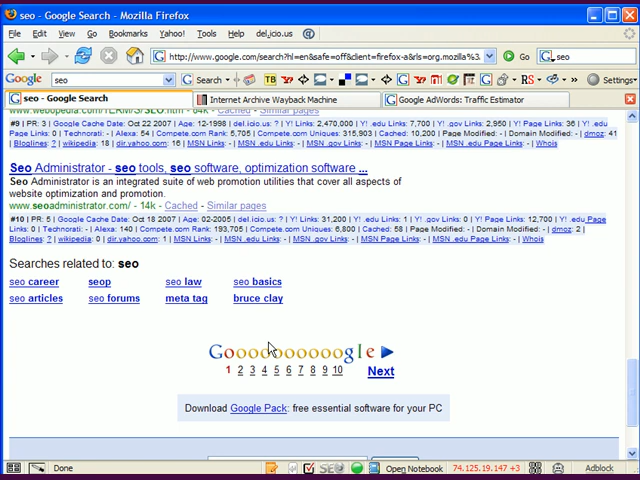 seo - Google Search - Mozilla Firefox
File Edit View Go Bookmarks Yahoo! Tools Help del.icio.us
http://www.google.com/search?hl=en&safe=off&client=firefox-a&rls=org.mozilla%3. Go seo
Google seo Search RS Settings
seo - Google Search Internet Archive Wayback Machine Google AdWords: Traffic Estimator
www.webopedia.com/TERM/S/SEO.htm - 64k - Cached - Similar pages
#9 | PR: 3 | Google Cache Date: Oct 22 2007 | Age: 12-1998 | del.icio.us: ? | Y! Links: 2,470,000 | Y! .edu Links: 7,700 | Y! .gov Links: 2,950 | Y! Page Links: 36 | Y! .edu
Page Links: 0 | Technorati: - | Alexa: 54 | Compete.com Rank: 5,705 | Compete.com Uniques: 315,903 | Cached: 10,200 | Page Modified: - | Domain Modified: - | dmoz: 41
| Bloglines: ? | wikipedia: 18 | dir.yahoo.com: 16 | MSN Links: - | MSN .edu Links: - | MSN .gov Links: - | MSN Page Links: - | MSN .edu Page Links: - | Whois
Seo Administrator - seo tools, seo software, optimization software ...
Seo Administrator is an integrated suite of web promotion utilities that cover all aspects of
website optimization and promotion.
www.seoadministrator.com/ - 14k - Cached - Similar pages
#10 | PR: 5 | Google Cache Date: Oct 18 2007 | Age: 02-2005 | del.icio.us: ? | Y! Links: 31,200 | Y! .edu Links: 1 | Y! .gov Links: 0 | Y! Page Links: 12,700 | Y! .edu Page
Links: 0 | Technorati: - | Alexa: 140 | Compete.com Rank: 193,705 | Compete.com Uniques: 6,800 | Cached: 58 | Page Modified: - | Domain Modified: - | dmoz: 2 |
Bloglines: ? | wikipedia: 0 | dir.yahoo.com: 1 | MSN Links: - | MSN .edu Links: - | MSN .gov Links: - | MSN Page Links: - | MSN .edu Page Links: - | Whois
Searches related to: seo
seo career seop seo law seo basics
seo articles seo forums meta tag bruce clay
Goooooooooogle
1 2 3 4 5 6 7 8 9 10 Next
Download Google Pack: free essential software for your PC
Done SEO Open Notebook 74.125.19.147 +3 Adblock